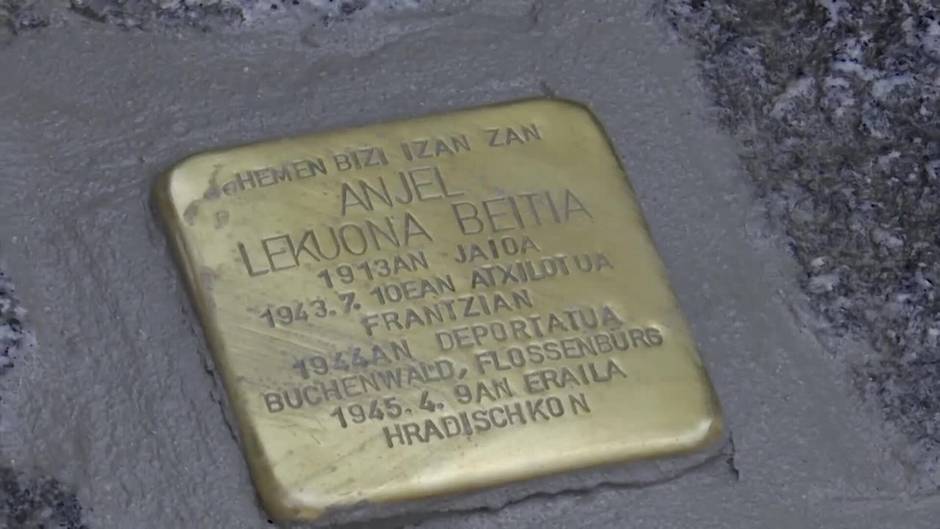 HEMEN BIZI IZAN ZAN
ANJEL
LEKUONA BEITIA
1913AN JAIOA
1943.7.10EAN ATXILOTUA
FRANTZIAN
1944AN DEPORTATUA
BUCHENWALD, FLOSSENBURG
1945.4.9AN ERAILA
HRADISCHKON